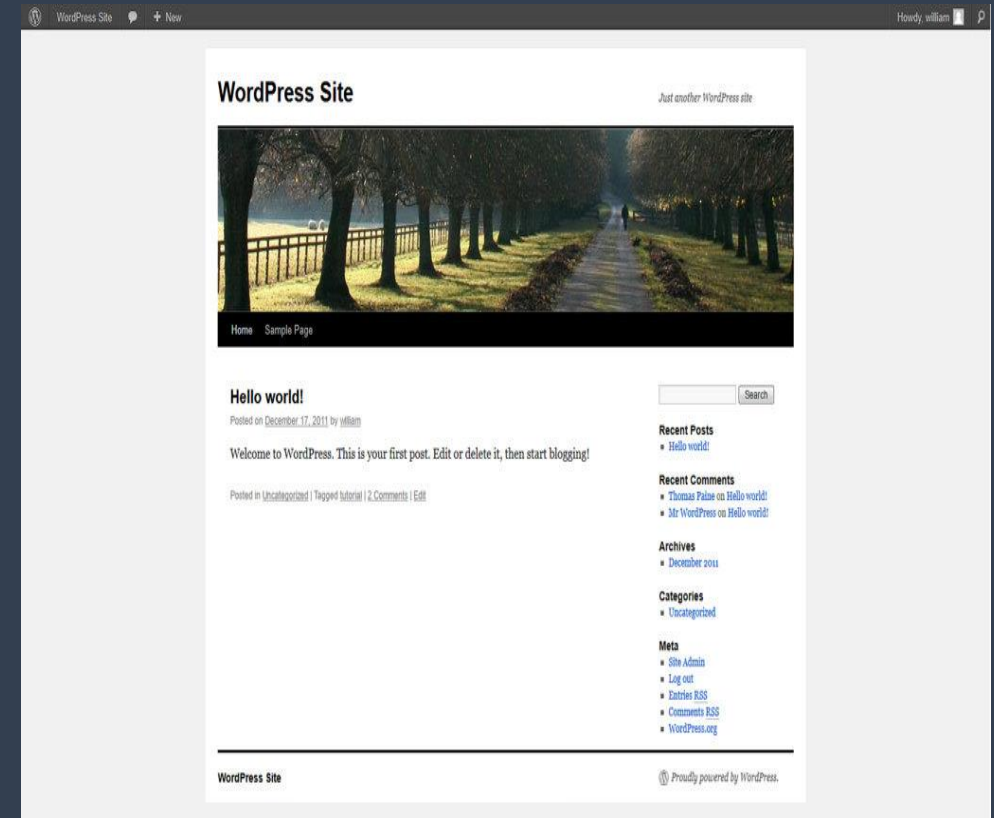 WordPress Site + New Howdy, william
WordPress Site
Just another WordPress site
Home Sample Page
Hello world!
Posted on December 17, 2011 by william
Welcome to WordPress. This is your first post. Edit or delete it, then start blogging!
Posted in Uncategorized | Tagged tutorial | 2 Comments | Edit
Search
Recent Posts
Hello world!
Recent Comments
Thomas Paine on Hello world!
Mr WordPress on Hello world!
Archives
December 2011
Categories
Uncategorized
Meta
Site Admin
Log out
Entries RSS
Comments RSS
WordPress.org
WordPress Site
Proudly powered by WordPress.